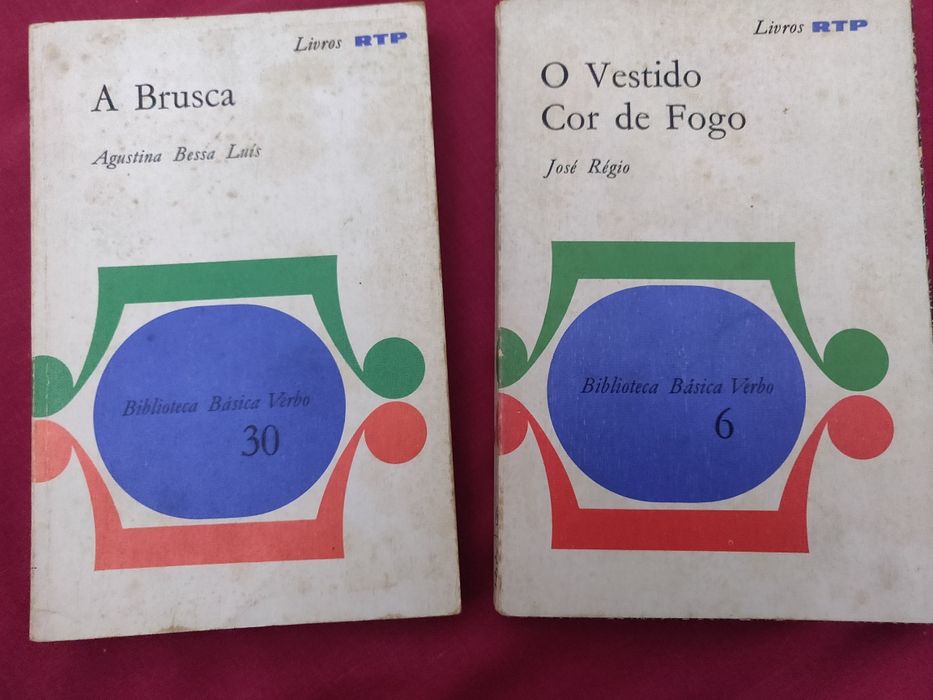 Livros RTP
A Brusca
Agustina Bessa Luís
Biblioteca Básica Verbo
30
Livros RTP
O Vestido
Cor de Fogo
José Régio
Biblioteca Básica Verbo
6